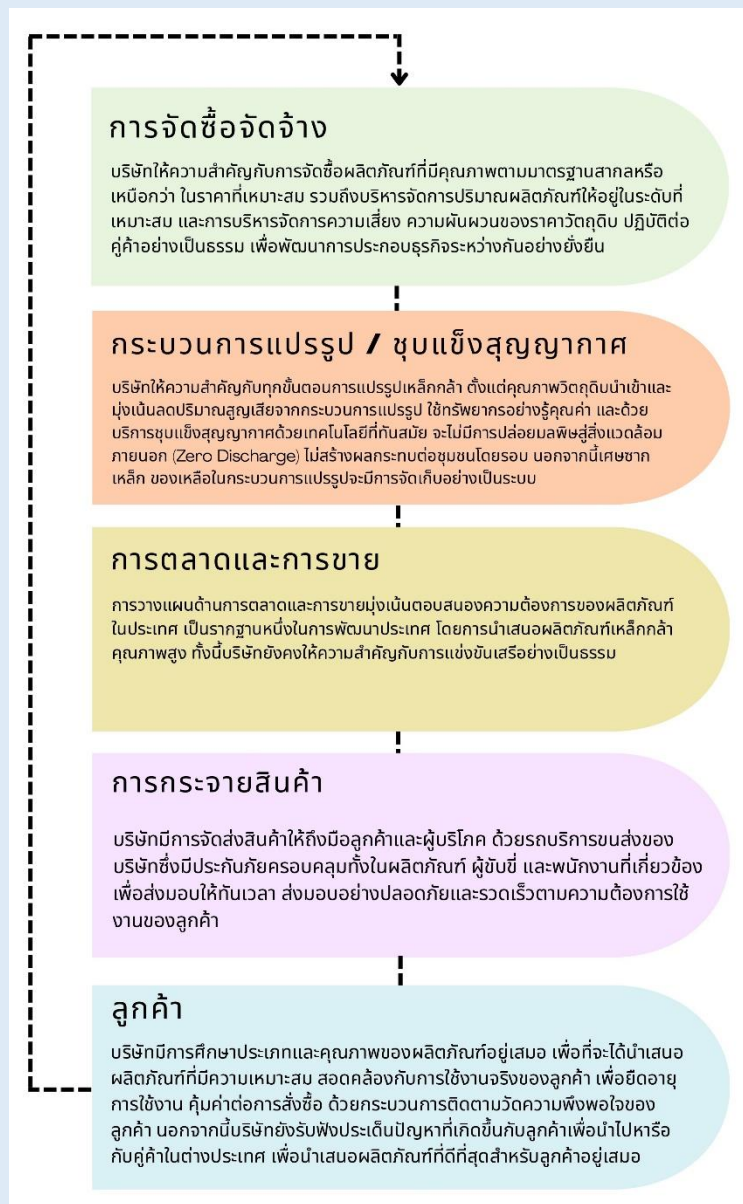 การจัดซื้อจัดจ้าง
บริษัทให้ความสำคัญกับการจัดซื้อผลิตภัณฑ์ที่มีคุณภาพตามมาตรฐานสากลหรือ
เหนือกว่า ในราคาที่เหมาะสม รวมถึงบริหารจัดการปริมาณผลิตภัณฑ์ให้อยู่ในระดับที่
เหมาะสม และการบริหารจัดการความเสี่ยง ความผันผวนของราคาวัตถุดิบ ปฏิบัติต่อ
คู่ค้าอย่างเป็นธรรม เพื่อพัฒนาการประกอบธุรกิจระหว่างกันอย่างยั่งยืน
กระบวนการแปรรูป / ชุบแข็งสุญญากาศ
บริษัทให้ความสำคัญกับทุกขั้นตอนการแปรรูปเหล็กกล้า ตั้งแต่คุณภาพวิตถุดิบนำเข้าและ
มุ่งเน้นลดปริมาณสูญเสียจากกระบวนการแปรรูป ใช้ทรัพยากรอย่างรู้คุณค่า และด้วย
บริการชุบแข็งสุญญากาศด้วยเทคโนโลยีที่ทันสมัย จะไม่มีการปล่อยมลพิษสู่สิ่งแวดล้อม
ภายนอก (Zero Discharge) ไม่สร้างผลกระทบต่อชุมชนโดยรอบ นอกจากนี้เศษซาก
เหล็ก ของเหลือในกระบวนการแปรรูปจะมีการจัดเก็บอย่างเป็นระบบ
การตลาดและการขาย
การวางแผนด้านการตลาดและการขายมุ่งเน้นตอบสนองความต้องการของผลิตภัณฑ์
ในประเทศ เป็นรากฐานหนึ่งในการพัฒนาประเทศ โดยการนำเสนอผลิตภัณฑ์เหล็กกล้า
คุณภาพสูง ทั้งนี้บริษัทยังคงให้ความสำคัญกับการแข่งขันเสรีอย่างเป็นธรรม
การกระจายสินค้า
บริษัทมีการจัดส่งสินค้าให้ถึงมือลูกค้าและผู้บริโภค ด้วยรถบริการขนส่งของ
บริษัทซึ่งมีประกันภัยครอบคลุมทั้งในผลิตภัณฑ์ ผู้ขับขี่ และพนักงานที่เกี่ยวข้อง
เพื่อส่งมอบให้ทันเวลา ส่งมอบอย่างปลอดภัยและรวดเร็วตามความต้องการใช้
งานของลูกค้า
ลูกค้า
บริษัทมีการศึกษาประเภทและคุณภาพของผลิตภัณฑ์อยู่เสมอ เพื่อที่จะได้นำเสนอ
ผลิตภัณฑ์ที่มีความเหมาะสม สอดคล้องกับการใช้งานจริงของลูกค้า เพื่อยืดอายุ
การใช้งาน คุ้มค่าต่อการสั่งซื้อ ด้วยกระบวนการติดตามวัดความพึงพอใจของ
ลูกค้า นอกจากนี้บริษัทยังรับฟังประเด็นปัญหาที่เกิดขึ้นกับลูกค้าเพื่อนำไปหารือ
กับคู่ค้าในต่างประเทศ เพื่อนำเสนอผลิตภัณฑ์ที่ดีที่สุดสำหรับลูกค้าอยู่เสมอ